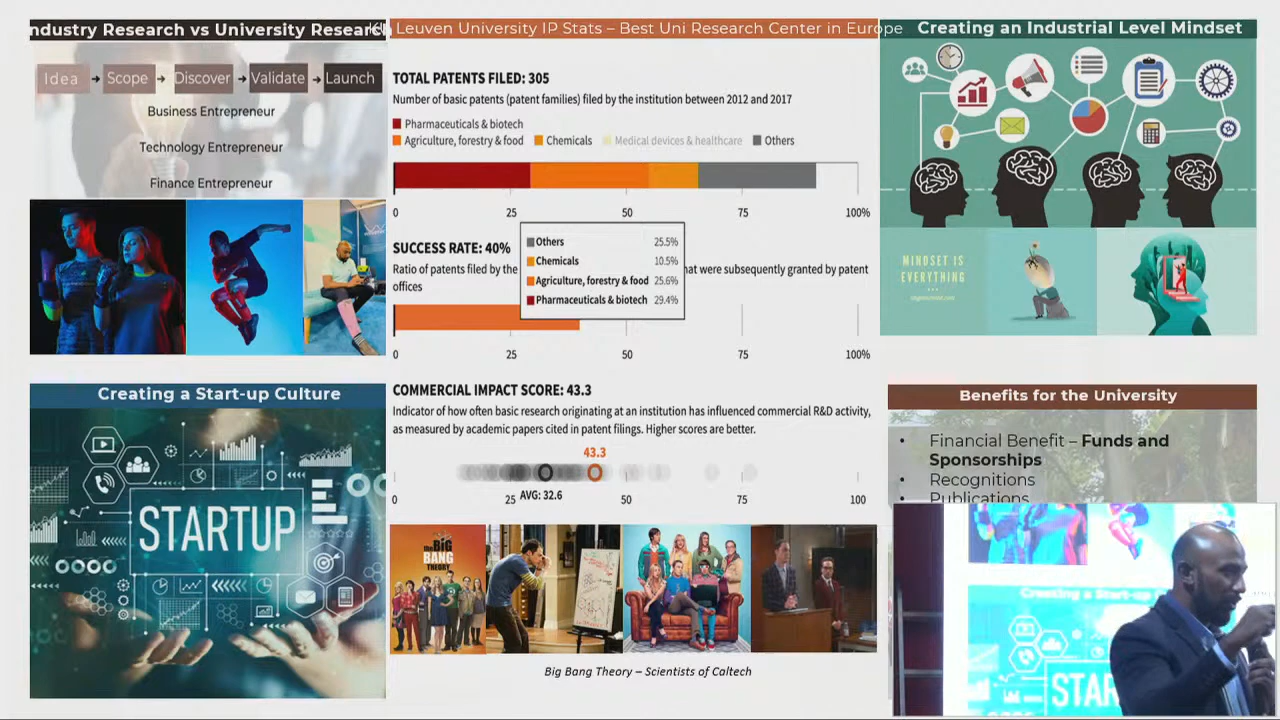 ndustry Research vs University Research
Idea
Scope
Discover
Validate
Launch
Business Entrepreneur
Technology Entrepreneur
Finance Entrepreneur
Leuven University IP Stats – Best Uni Research Center in Europe
TOTAL PATENTS FILED: 305
Number of basic patents (patent families) filed by the institution between 2012 and 2017
Pharmaceuticals & biotech
Agriculture, forestry & food
Chemicals
Medical devices & healthcare
Others
0 25 50 75 100%
SUCCESS RATE: 40%
Ratio of patents filed by the hat were subsequently granted by patent
offices
Others 25.5%
Chemicals 10.5%
Agriculture, forestry & food 25.6%
Pharmaceuticals & biotech 29.4%
0 25 50 75 100%
COMMERCIAL IMPACT SCORE: 43.3
Indicator of how often basic research originating at an institution has influenced commercial R&D activity,
as measured by academic papers cited in patent filings. Higher scores are better.
43.3
AVG: 32.6
0 25 50 75 100
the BIG
BANG
THEORY
Big Bang Theory – Scientists of Caltech
Creating an Industrial Level Mindset
MINDSET IS
EVERYTHING
Creating a Start-up Culture
STARTUP
Benefits for the University
• Financial Benefit – Funds and
Sponsorships
• Recognitions
• Publications
Creating a Start-up
STAR